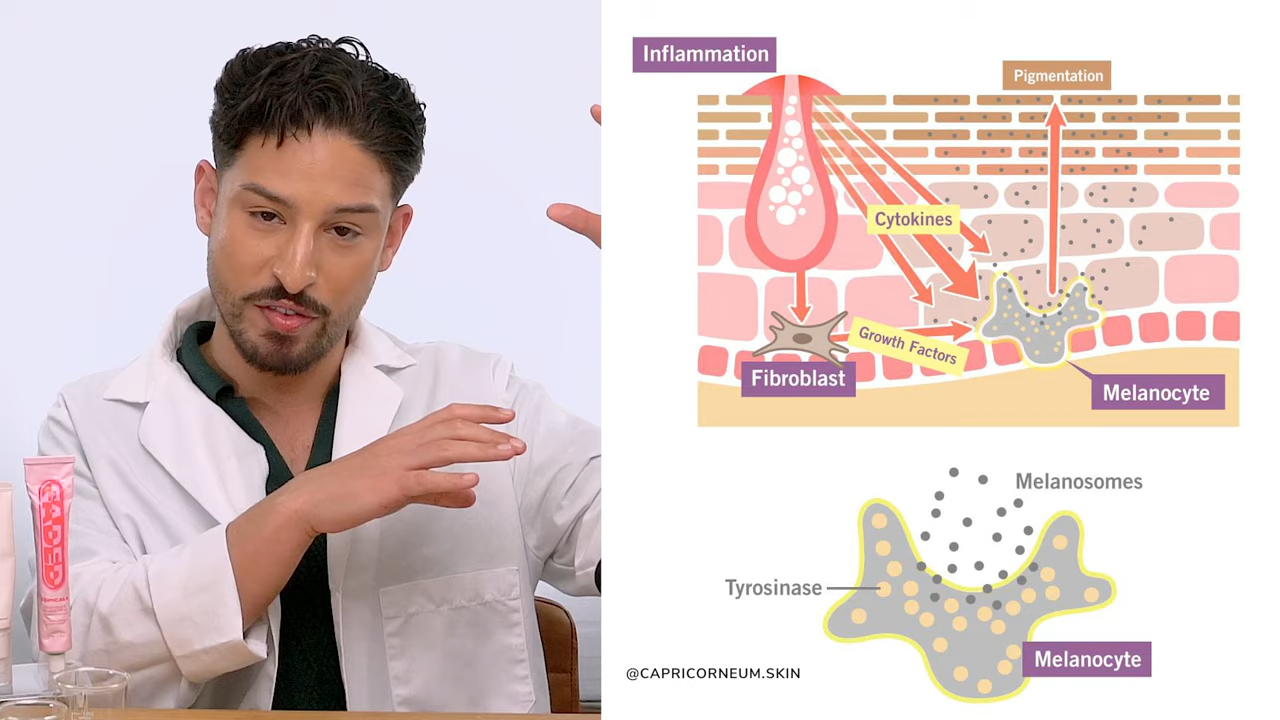 Inflammation
Pigmentation
Cytokines
Growth Factors
Fibroblast
Melanocyte
Melanosomes
Tyrosinase
Melanocyte
@CAPRICORNEUM.SKIN
FADED